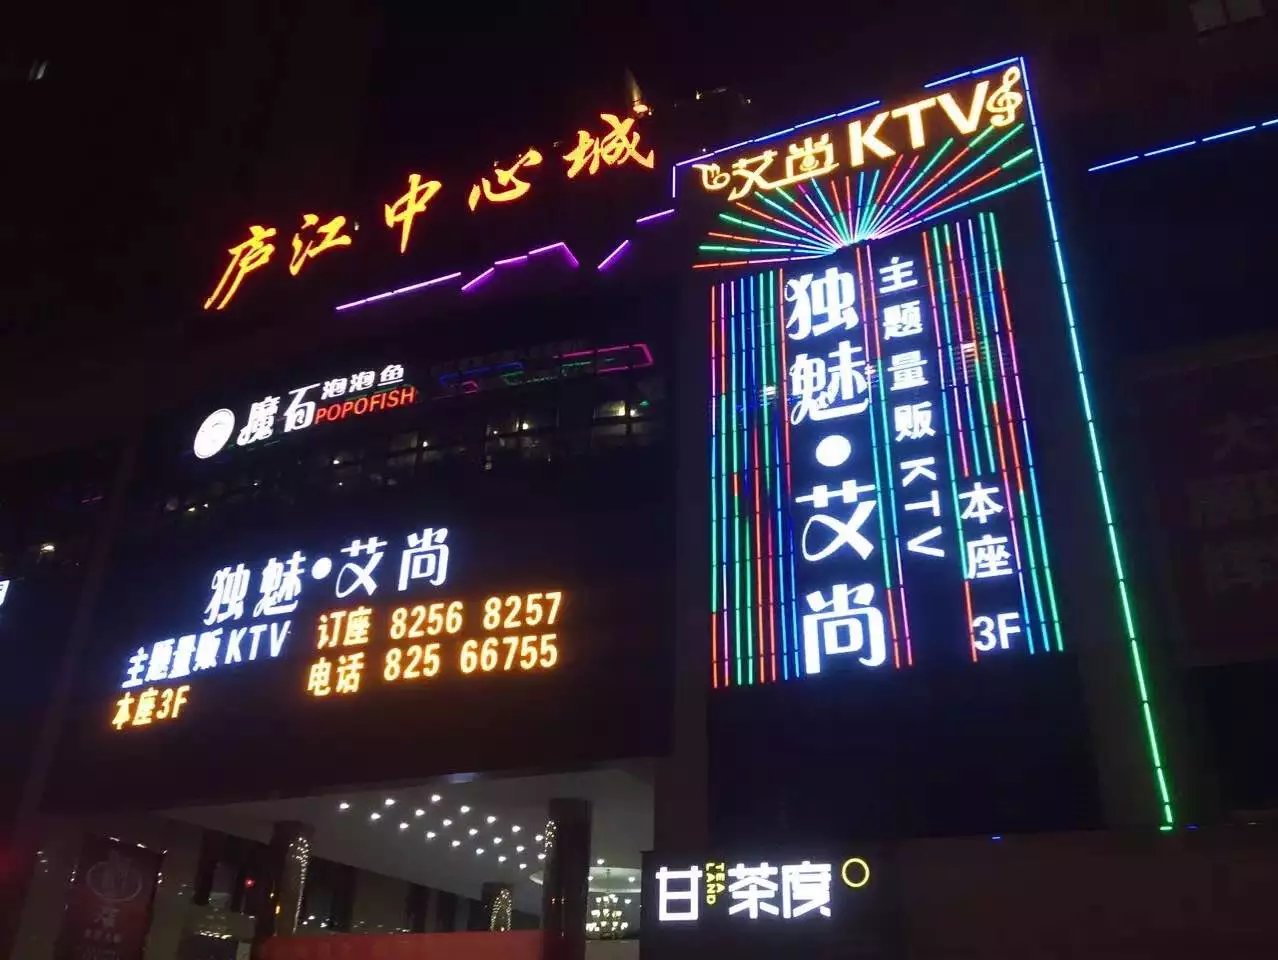 庐江中心城
艾尚KTV
独魅·艾尚
主题量贩KTV
本座3F
魔石泡泡鱼
POPOFISH
独魅·艾尚
主题量贩KTV
本座3F
订座 8256 8257
电话 825 66755
甘茶度
TEA LAND